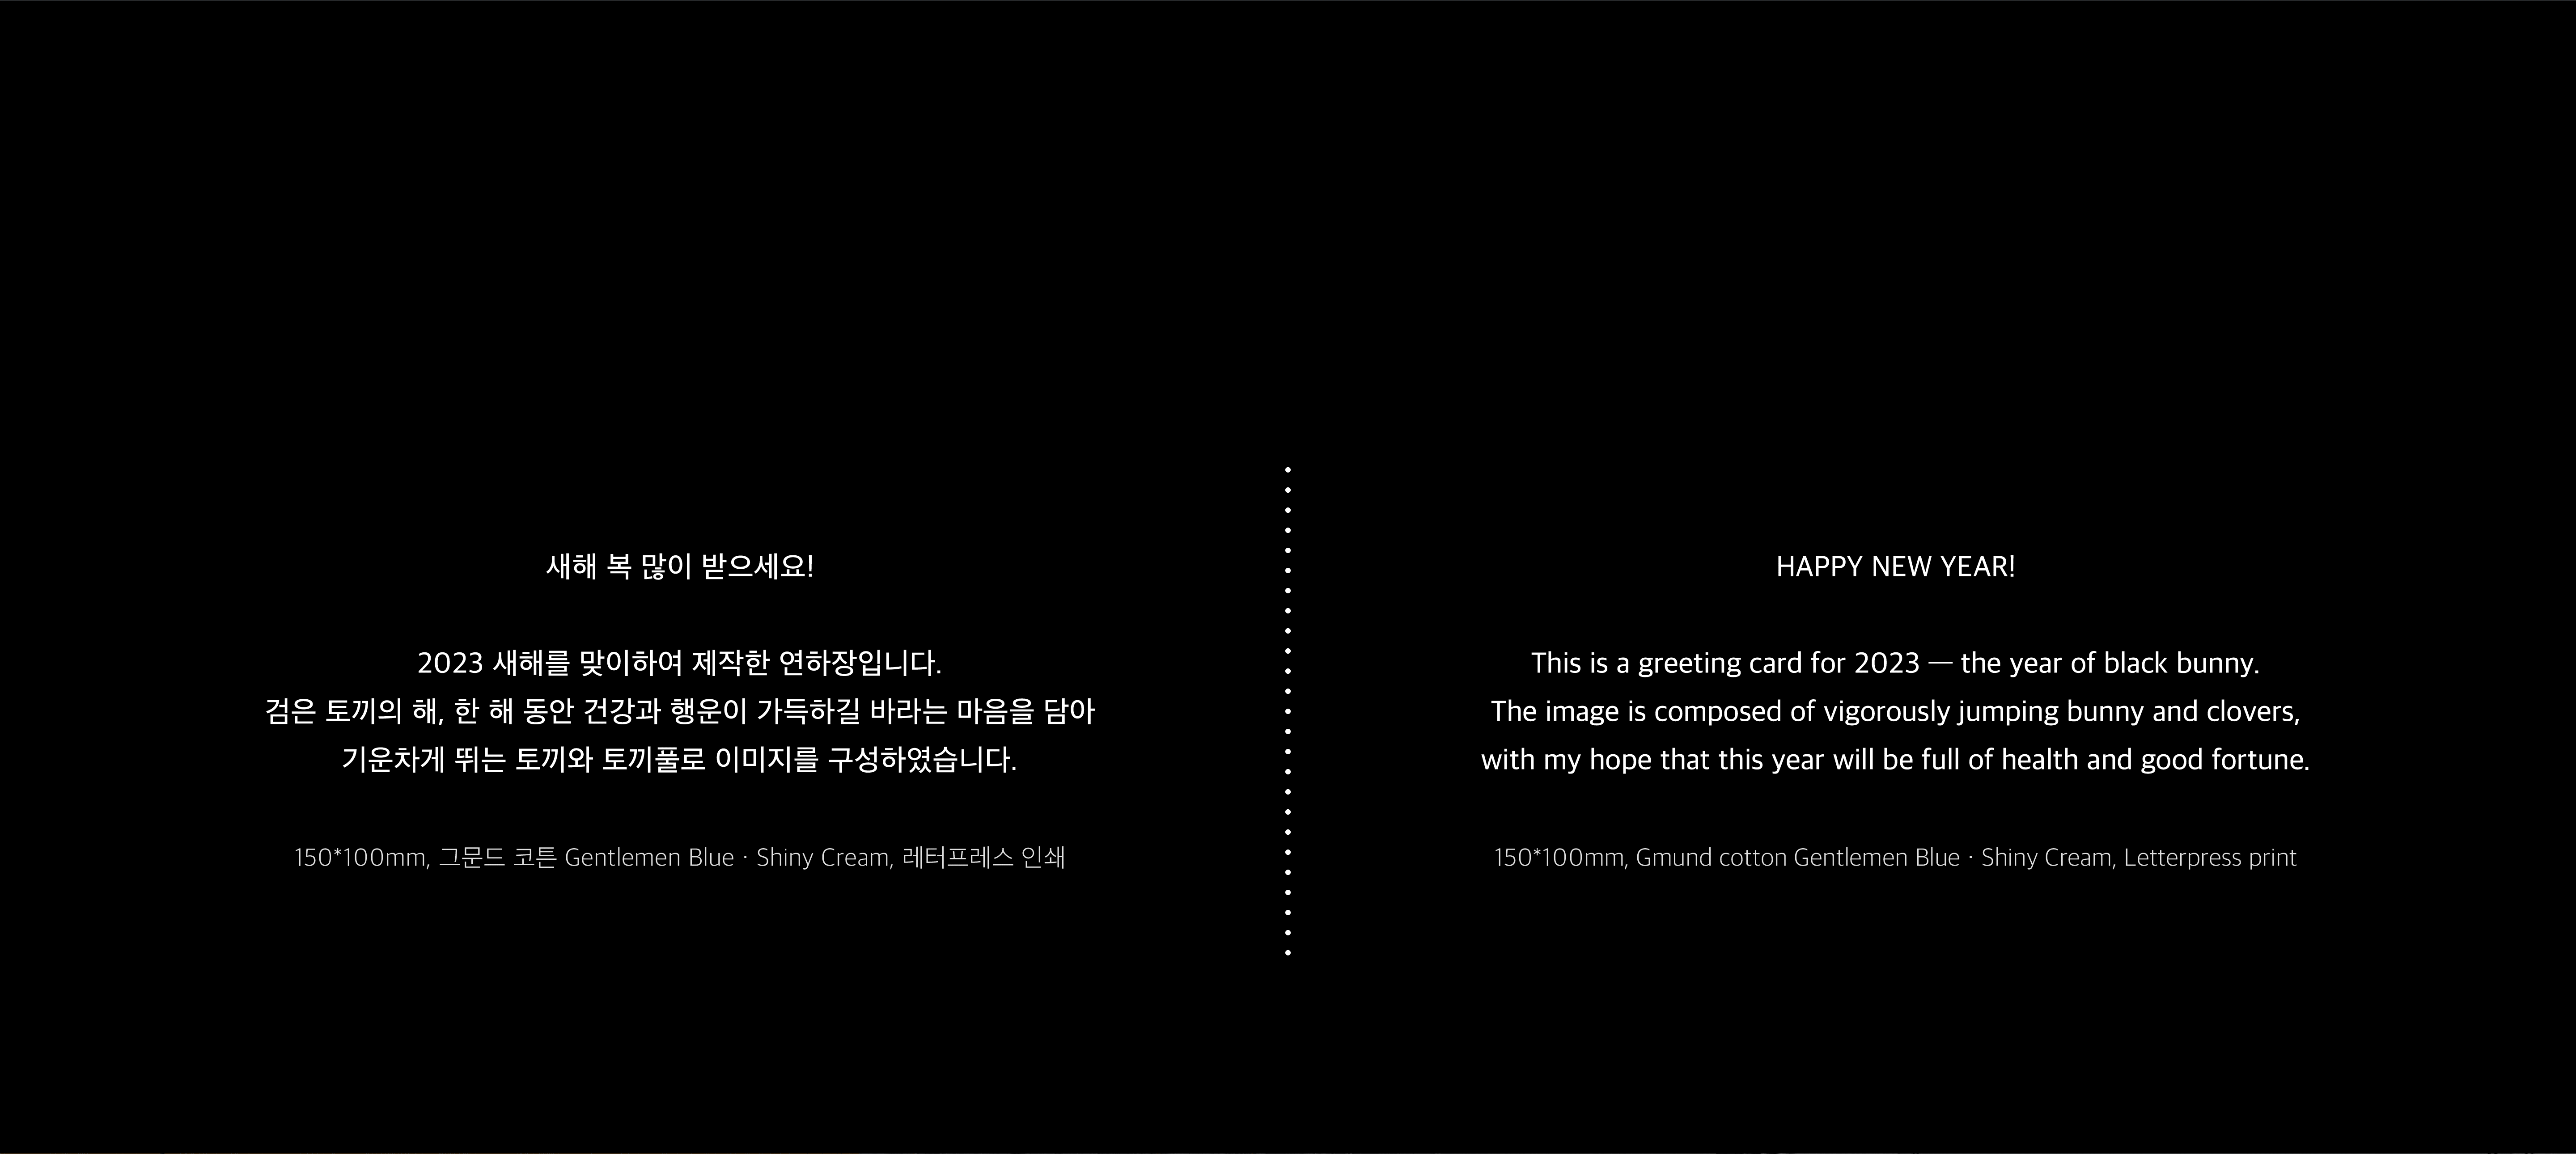 새해 복 많이 받으세요!
2023 새해를 맞이하여 제작한 연하장입니다.
검은 토끼의 해, 한 해 동안 건강과 행운이 가득하길 바라는 마음을 담아
기운차게 뛰는 토끼와 토끼풀로 이미지를 구성하였습니다.
150*100mm, 그문드 코튼 Gentlemen Blue · Shiny Cream, 레터프레스 인쇄
HAPPY NEW YEAR!
This is a greeting card for 2023 — the year of black bunny.
The image is composed of vigorously jumping bunny and clovers,
with my hope that this year will be full of health and good fortune.
150*100mm, Gmund cotton Gentlemen Blue · Shiny Cream, Letterpress print